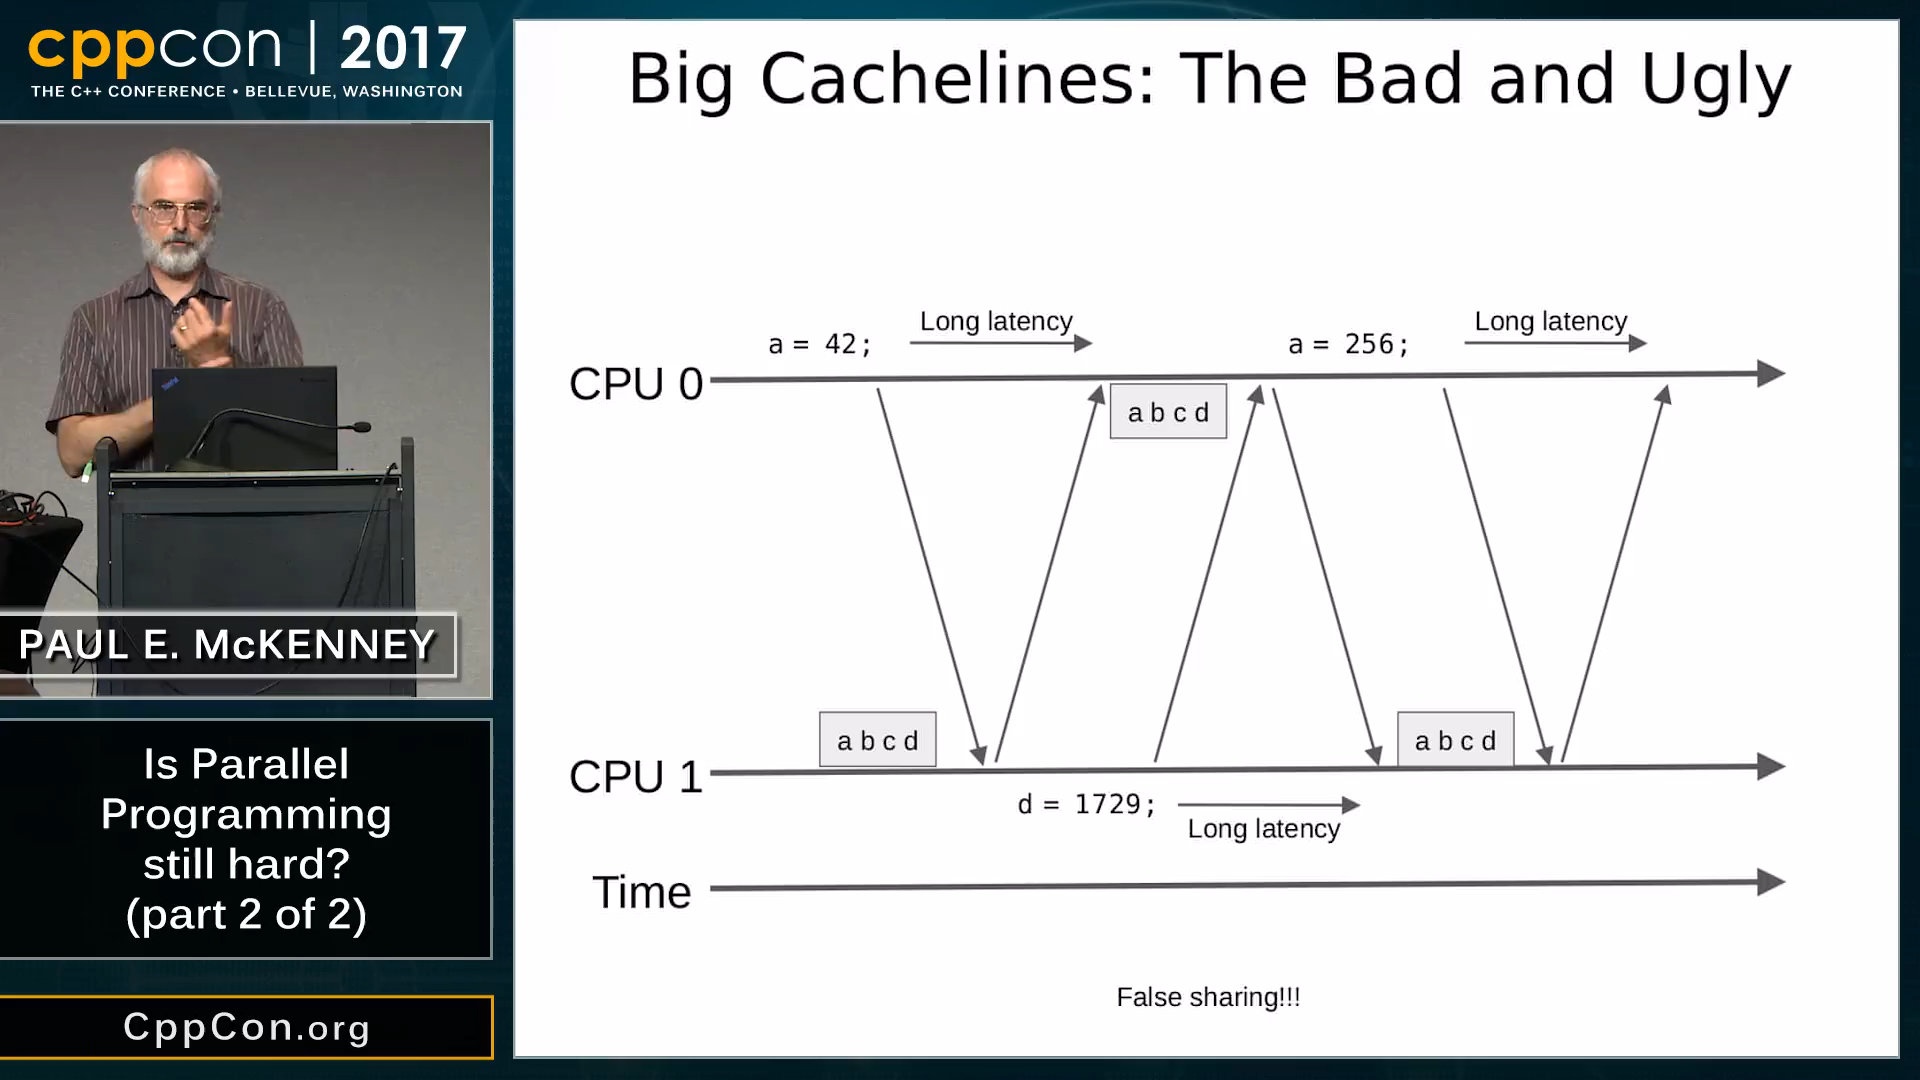 cppcon | 2017
THE C++ CONFERENCE • BELLEVUE, WASHINGTON
PAUL E. McKENNEY
Is Parallel
Programming
still hard?
(part 2 of 2)
CppCon.org
Big Cachelines: The Bad and Ugly
Long latency
Long latency
a = 42;
a = 256;
CPU 0
a b c d
a b c d
a b c d
CPU 1
d = 1729;
Long latency
Time
False sharing!!!